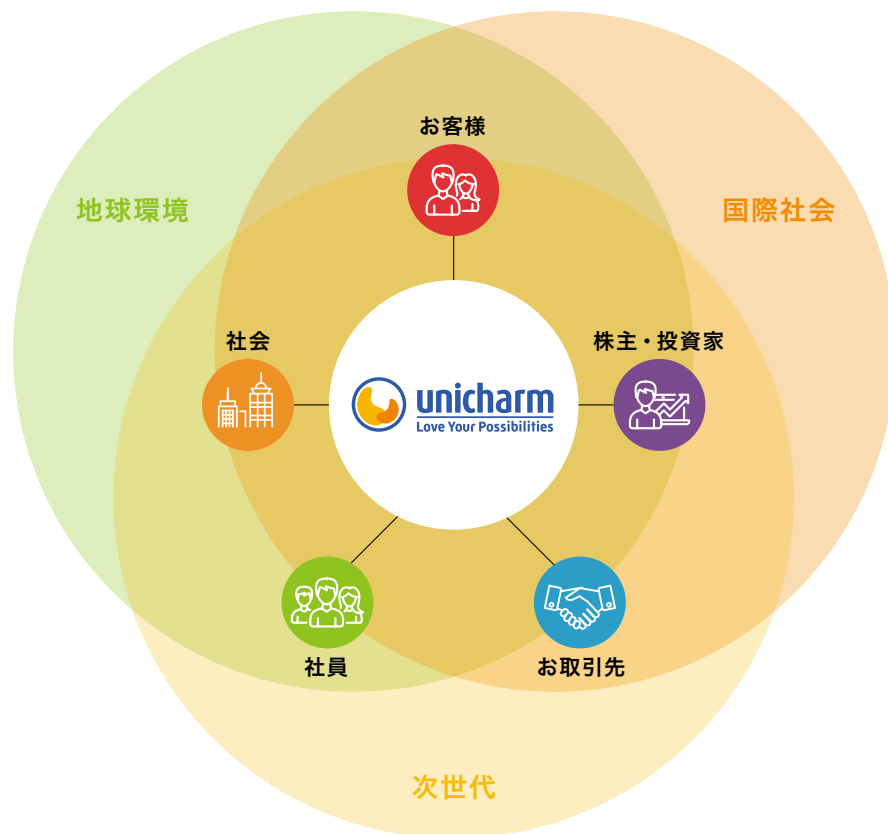 お客様
地球環境
国際社会
社会
株主・投資家
unicharm
Love Your Possibilities
社員
お取引先
次世代